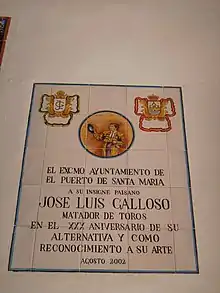 EL EXCMO AYUNTAMIENTO DE
EL PUERTO DE SANTA MARIA
A SU INSIGNE PAISANO
JOSÉ LUIS GALLOSO
MATADOR DE TOROS
EN EL XXX ANIVERSARIO DE SU
ALTERNATIVA Y COMO
RECONOCIMIENTO A SU ARTE
AGOSTO 2002